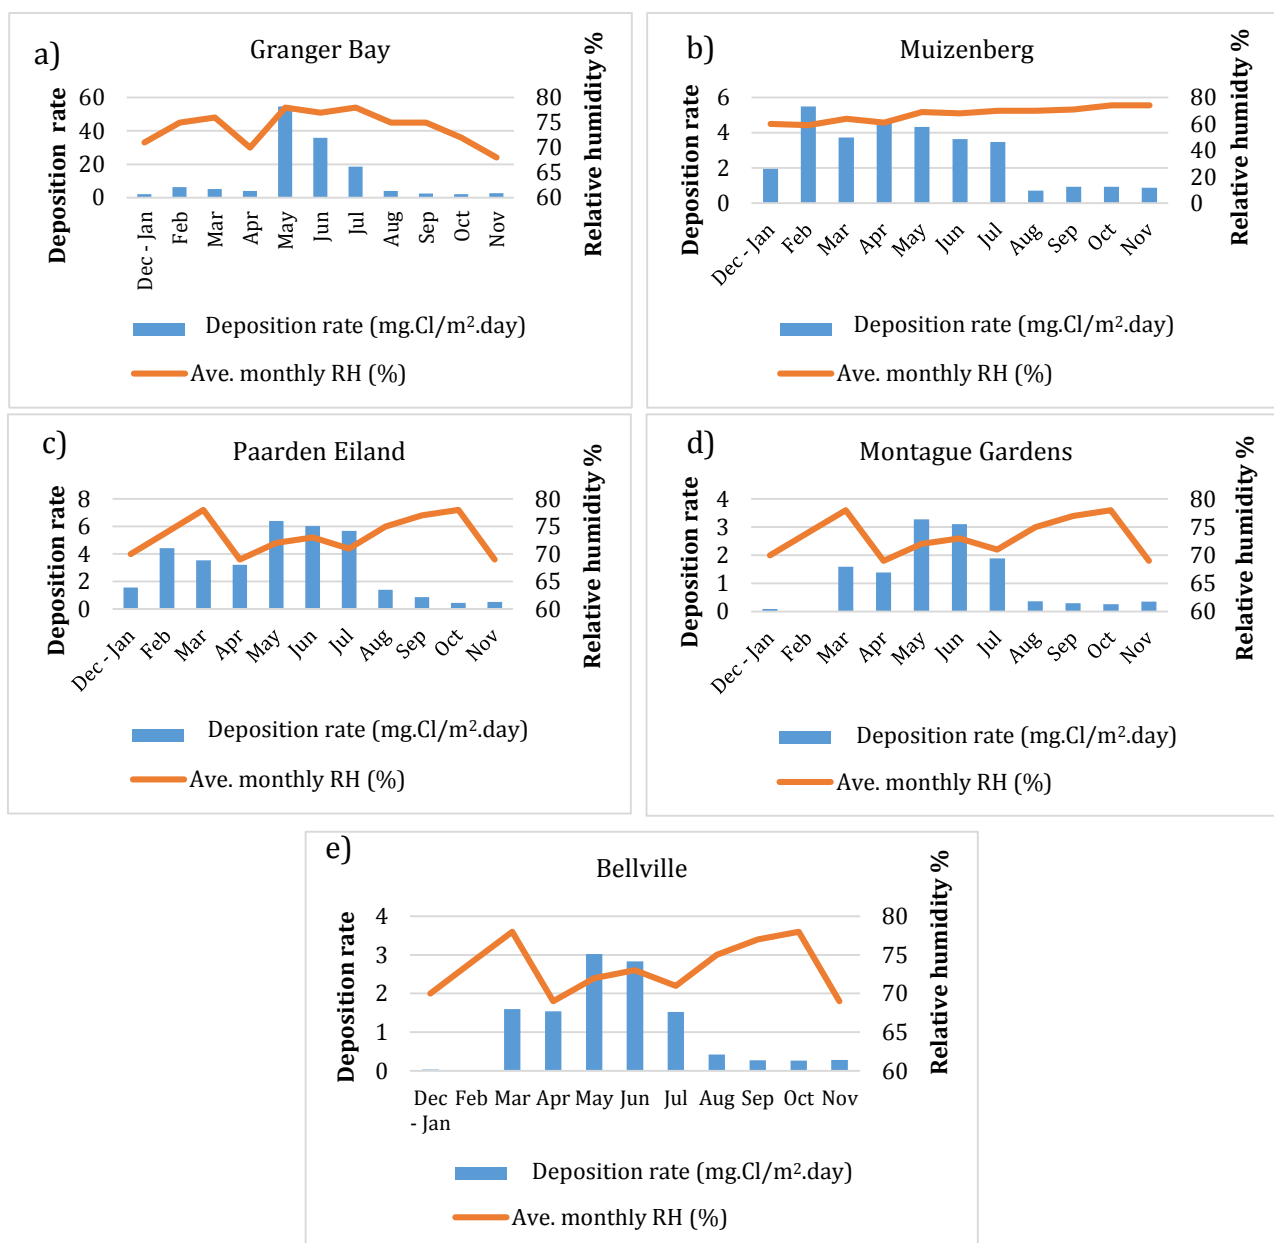 a)
Granger Bay
Deposition rate
Relative humidity %
60
40
20
0
80
75
70
65
60
Dec - Jan
Feb
Mar
Apr
May
Jun
Jul
Aug
Sep
Oct
Nov
Deposition rate (mg.Cl/m².day)
Ave. monthly RH (%)
b)
Muizenberg
Deposition rate
Relative humidity %
6
4
2
0
80
60
40
20
0
Dec - Jan
Feb
Mar
Apr
May
Jun
Jul
Aug
Sep
Oct
Nov
Deposition rate (mg.Cl/m².day)
Ave. monthly RH (%)
c)
Paarden Eiland
Deposition rate
Relative humidity %
8
6
4
2
0
80
75
70
65
60
Dec - Jan
Feb
Mar
Apr
May
Jun
Jul
Aug
Sep
Oct
Nov
Deposition rate (mg.Cl/m².day)
Ave. monthly RH (%)
d)
Montague Gardens
Deposition rate
Relative humidity %
4
3
2
1
0
80
75
70
65
60
Dec - Jan
Feb
Mar
Apr
May
Jun
Jul
Aug
Sep
Oct
Nov
Deposition rate (mg.Cl/m².day)
Ave. monthly RH (%)
e)
Bellville
Deposition rate
Relative humidity %
4
3
2
1
0
80
75
70
65
60
Dec Feb Mar Apr May Jun Jul Aug Sep Oct Nov
- Jan
Deposition rate (mg.Cl/m².day)
Ave. monthly RH (%)